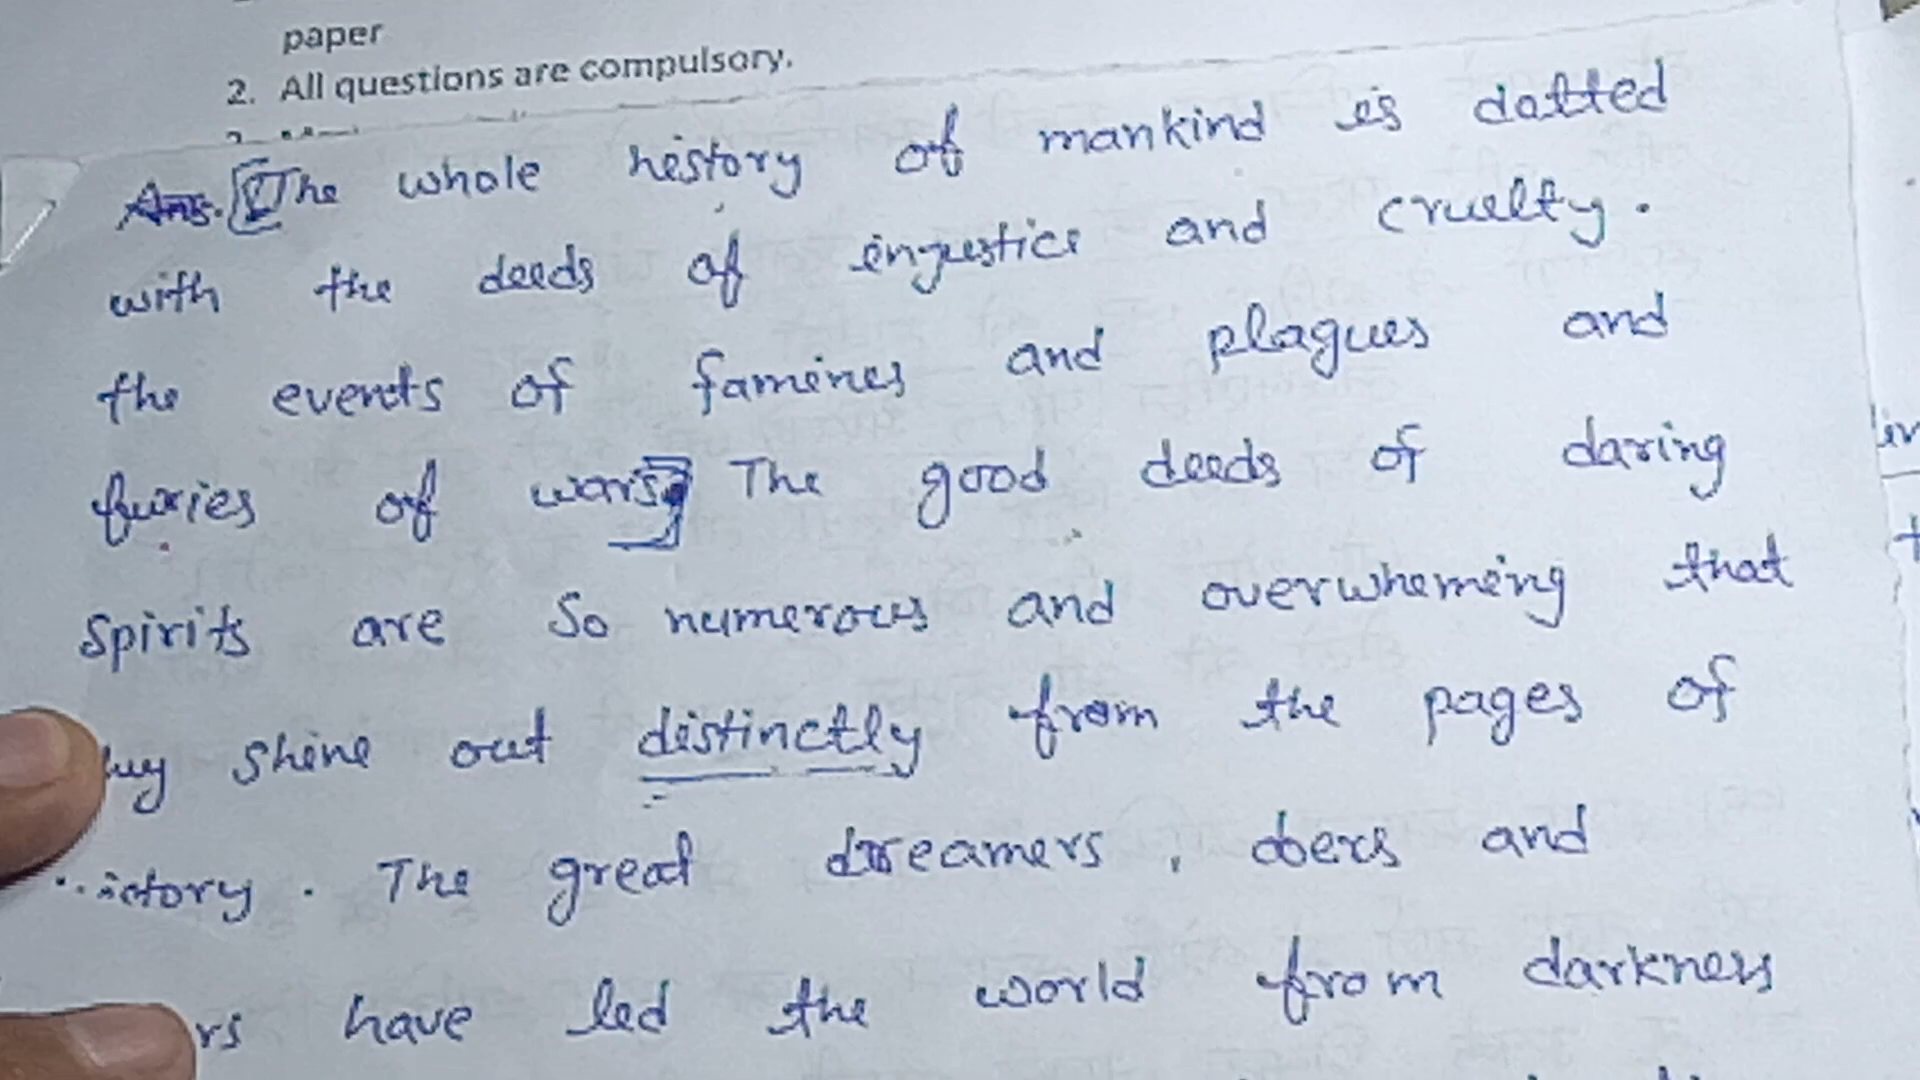 paper
2. All questions are compulsory.
Ans. [The whole history of mankind is dotted
with the deeds of injustice and cruelty.
the events of famines and plagues and
furies of wars] The good deeds of daring
spirits are so numerous and overwheming that
shine out distinctly from the pages of
The great dreamers, doers and
rs have led the world from darkness